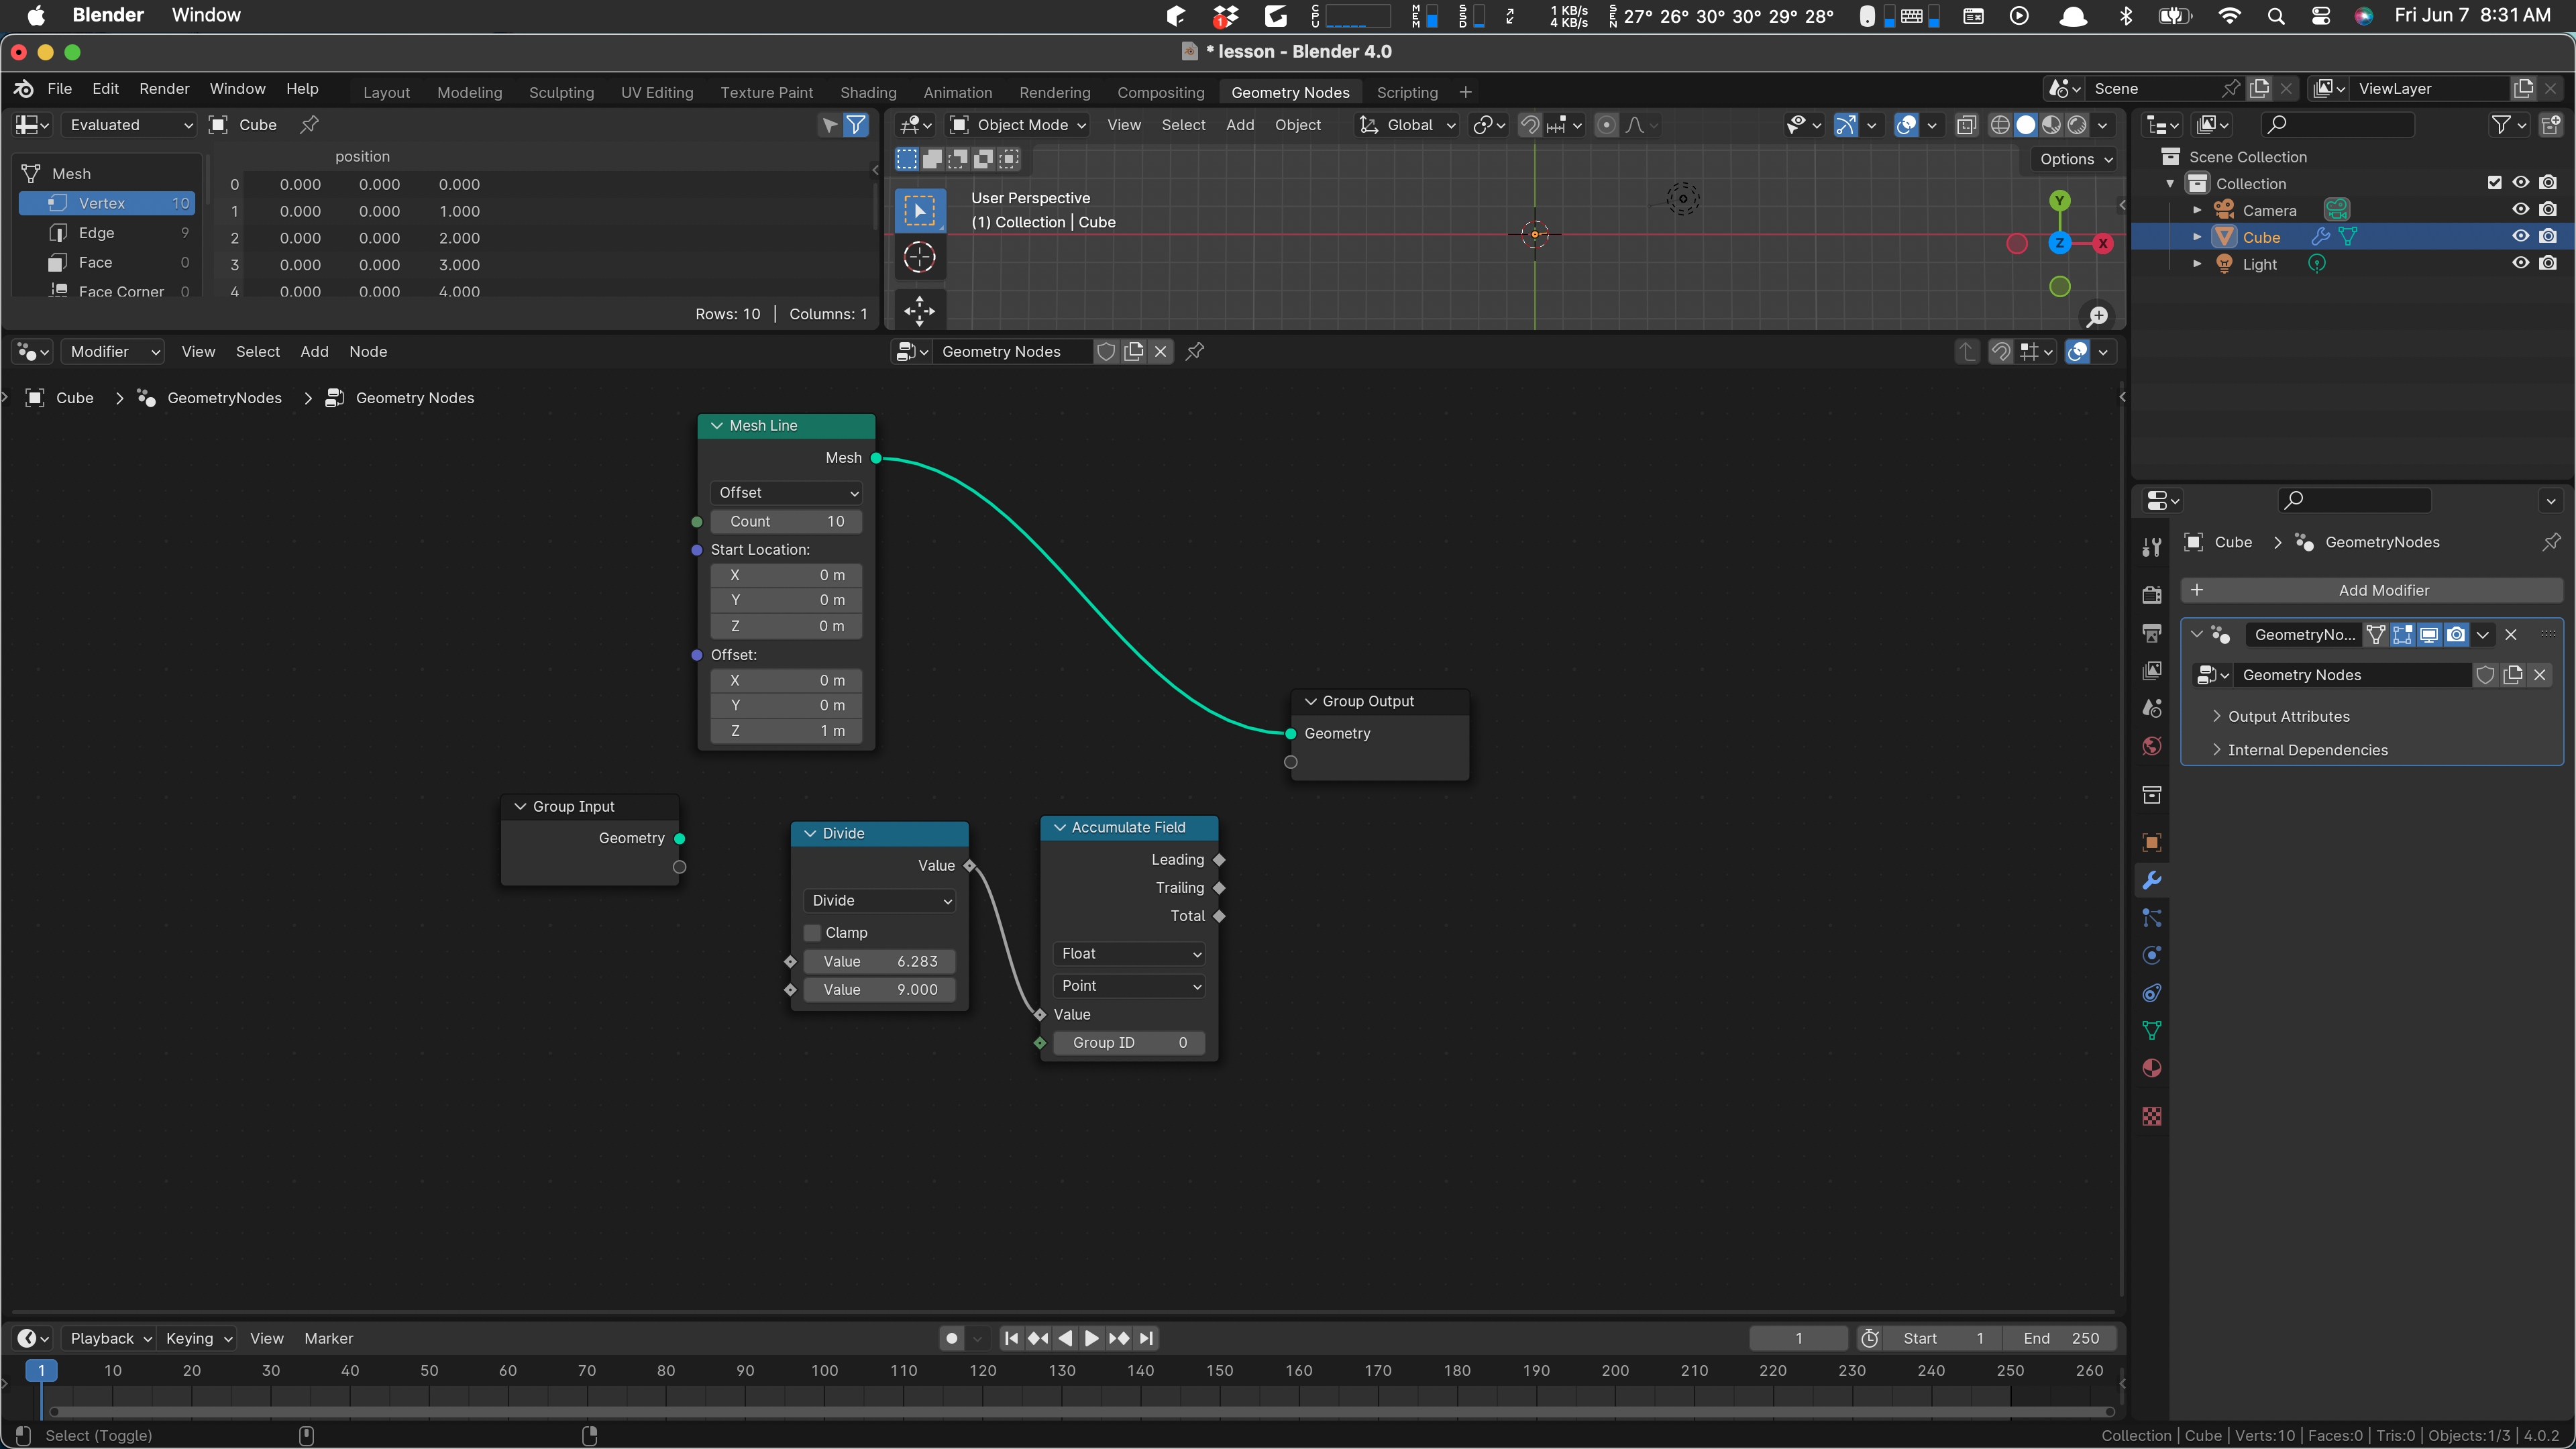 Blender Window
1
CPU
MEM
SSD
1 KB/s
4 KB/s
SEN
27° 26° 30° 30° 29° 28°
Fri Jun 7 8:31 AM
* lesson - Blender 4.0
File Edit Render Window Help
Layout Modeling Sculpting UV Editing Texture Paint Shading Animation Rendering Compositing Geometry Nodes Scripting +
Scene
ViewLayer
Evaluated
Cube
position
Mesh
Vertex 10
Edge 9
Face 0
Face Corner 0
0 0.000 0.000 0.000
1 0.000 0.000 1.000
2 0.000 0.000 2.000
3 0.000 0.000 3.000
4 0.000 0.000 4.000
Rows: 10 | Columns: 1
Object Mode View Select Add Object
Global
Options
User Perspective
(1) Collection | Cube
Y
Z
X
Scene Collection
Collection
Camera
Cube
Light
Modifier View Select Add Node
Geometry Nodes
Cube > GeometryNodes > Geometry Nodes
Mesh Line
Mesh
Offset
Count 10
Start Location:
X 0 m
Y 0 m
Z 0 m
Offset:
X 0 m
Y 0 m
Z 1 m
Group Output
Geometry
Group Input
Geometry
Divide
Value
Divide
Clamp
Value 6.283
Value 9.000
Accumulate Field
Leading
Trailing
Total
Float
Point
Value
Group ID 0
Cube > GeometryNodes
Add Modifier
GeometryNo...
Geometry Nodes
Output Attributes
Internal Dependencies
Playback Keying View Marker
1
Start 1
End 250
1 10 20 30 40 50 60 70 80 90 100 110 120 130 140 150 160 170 180 190 200 210 220 230 240 250 260
Select (Toggle)
Collection | Cube | Verts:10 | Faces:0 | Tris:0 | Objects:1/3 | 4.0.2